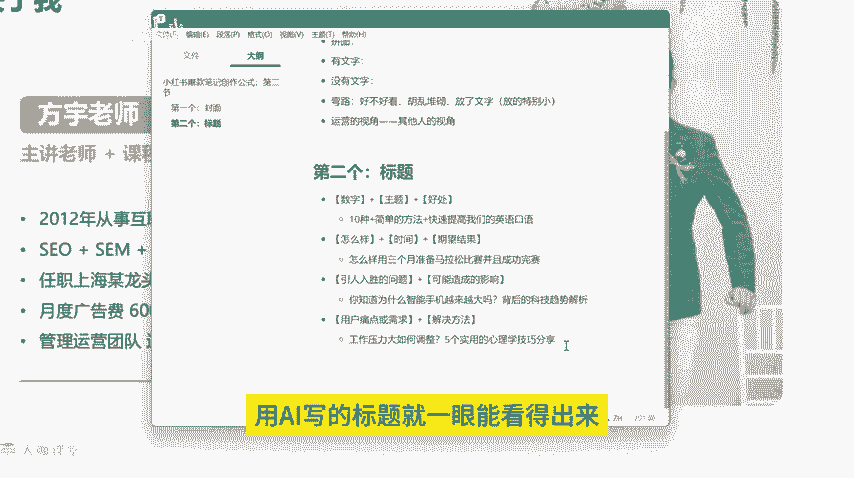 文件(F) 编辑(E) 段落(P) 格式(O) 视图(V) 主题(T) 帮助(H)
文件 大纲
小红书爆款笔记创作公式：第二
节
第一个：封面
第二个：标题
有文字：
没有文字：
弯路：好不好看、胡乱堆砌、放了文字（放的特别小）
运营的视角——其他人的视角
第二个：标题
【数字】+【主题】+【好处】
10种+简单的方法+快速提高我们的英语口语
【怎么样】+【时间】+【期望结果】
怎么样用三个月准备马拉松比赛并且成功完赛
【引人入胜的问题】+【可能造成的影响】
你知道为什么智能手机越来越大吗？背后的科技趋势解析
【用户痛点或需求】+【解决方法】
工作压力大如何调整？5个实用的心理学技巧分享
方宇老师
主讲老师 + 课程
2012年从事互联
SEO + SEM +
任职上海某龙头
月度广告费 600
管理运营团队
用AI写的标题就一眼能看得出来